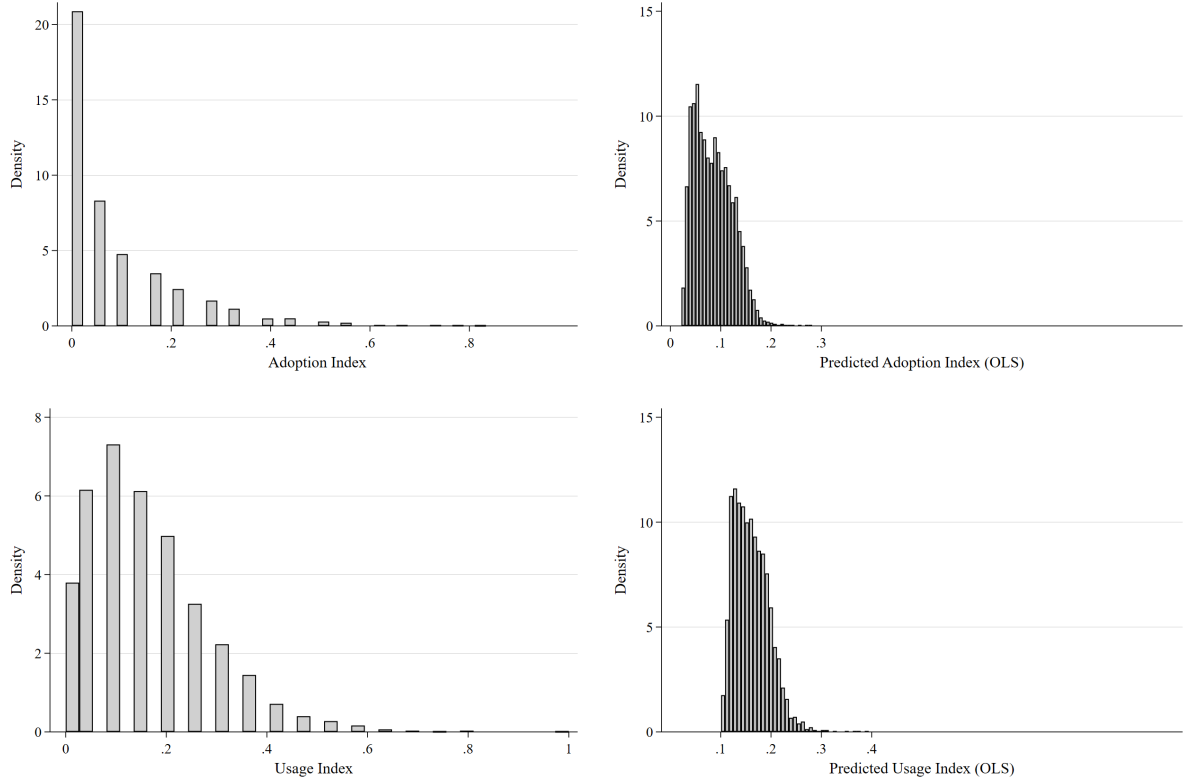 20
15
10
5
0
Density
0 .2 .4 .6 .8
Adoption Index
15
10
5
0
Density
0 .1 .2 .3
Predicted Adoption Index (OLS)
8
6
4
2
0
Density
0 .2 .4 .6 .8 1
Usage Index
15
10
5
0
Density
.1 .2 .3 .4
Predicted Usage Index (OLS)